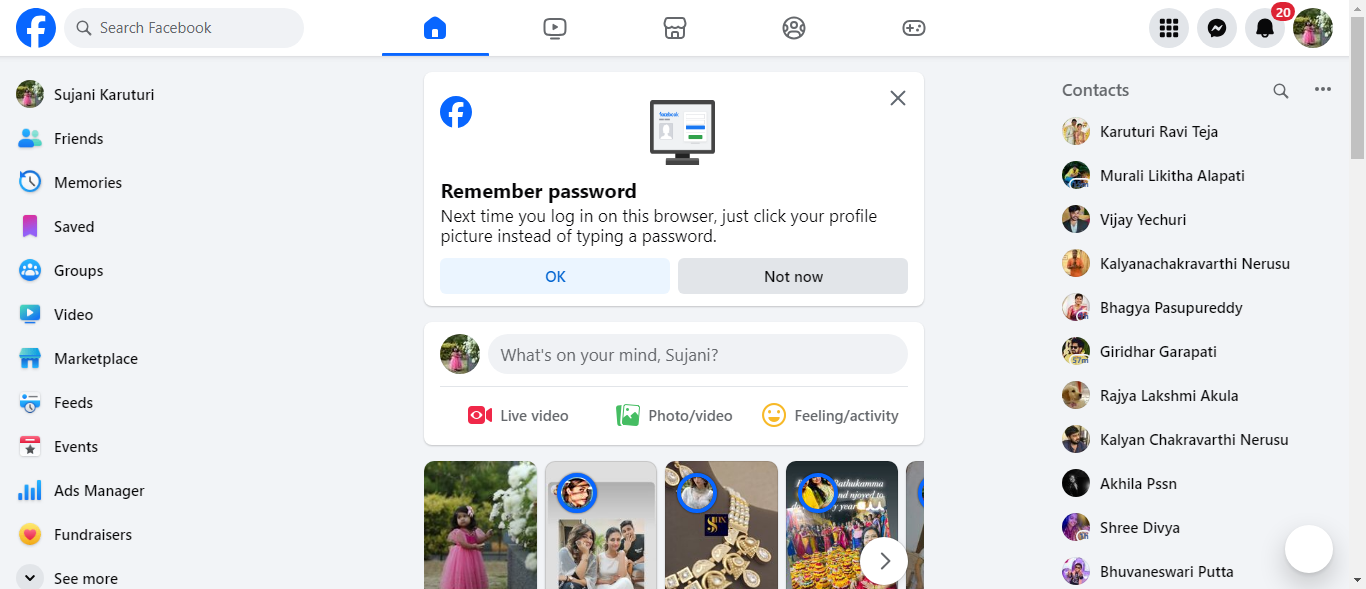 Search Facebook
20
Sujani Karuturi
Friends
Memories
Saved
Groups
Video
Marketplace
Feeds
Events
Ads Manager
Fundraisers
See more
facebook
Remember password
Next time you log in on this browser, just click your profile
picture instead of typing a password.
OK
Not now
What's on your mind, Sujani?
Live video
Photo/video
Feeling/activity
Contacts
Karuturi Ravi Teja
Murali Likitha Alapati
Vijay Yechuri
Kalyanachakravarthi Nerusu
Bhagya Pasupureddy
Giridhar Garapati
57m
Rajya Lakshmi Akula
Kalyan Chakravarthi Nerusu
Akhila Pssn
Shree Divya
Bhuvaneswari Putta